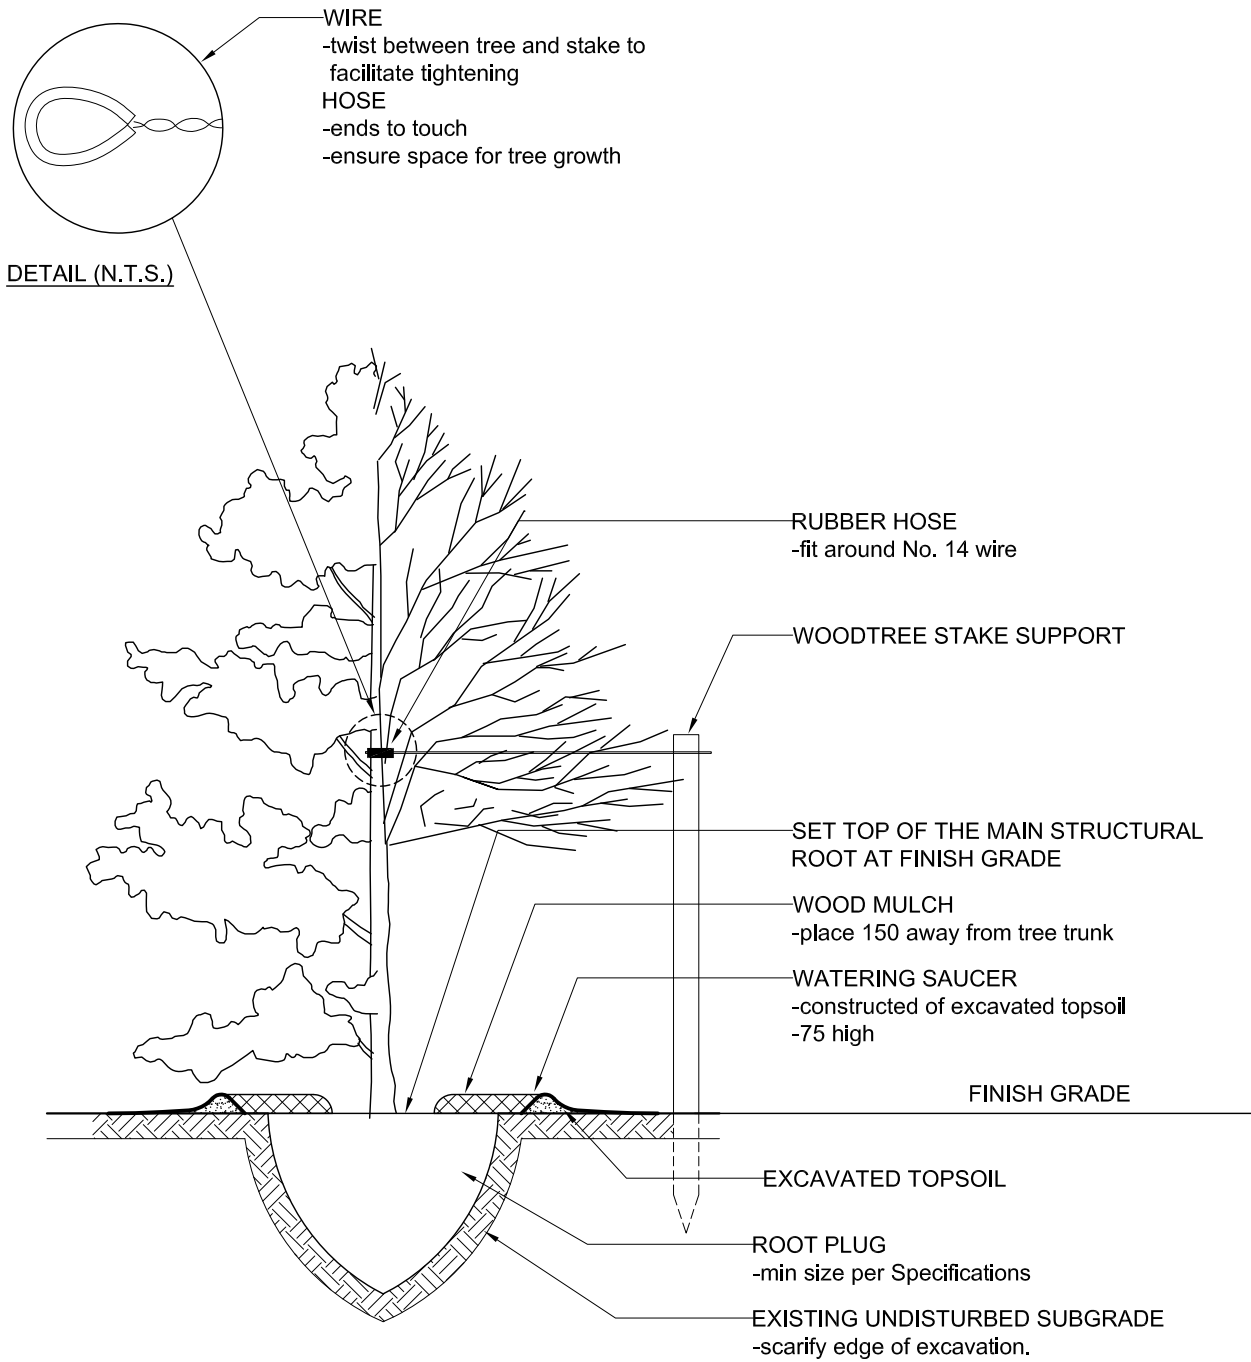 WIRE
-twist between tree and stake to
facilitate tightening
HOSE
-ends to touch
-ensure space for tree growth
DETAIL (N.T.S.)
RUBBER HOSE
-fit around No. 14 wire
WOODTREE STAKE SUPPORT
SET TOP OF THE MAIN STRUCTURAL
ROOT AT FINISH GRADE
WOOD MULCH
-place 150 away from tree trunk
WATERING SAUCER
-constructed of excavated topsoil
-75 high
FINISH GRADE
EXCAVATED TOPSOIL
ROOT PLUG
-min size per Specifications
EXISTING UNDISTURBED SUBGRADE
-scarify edge of excavation.